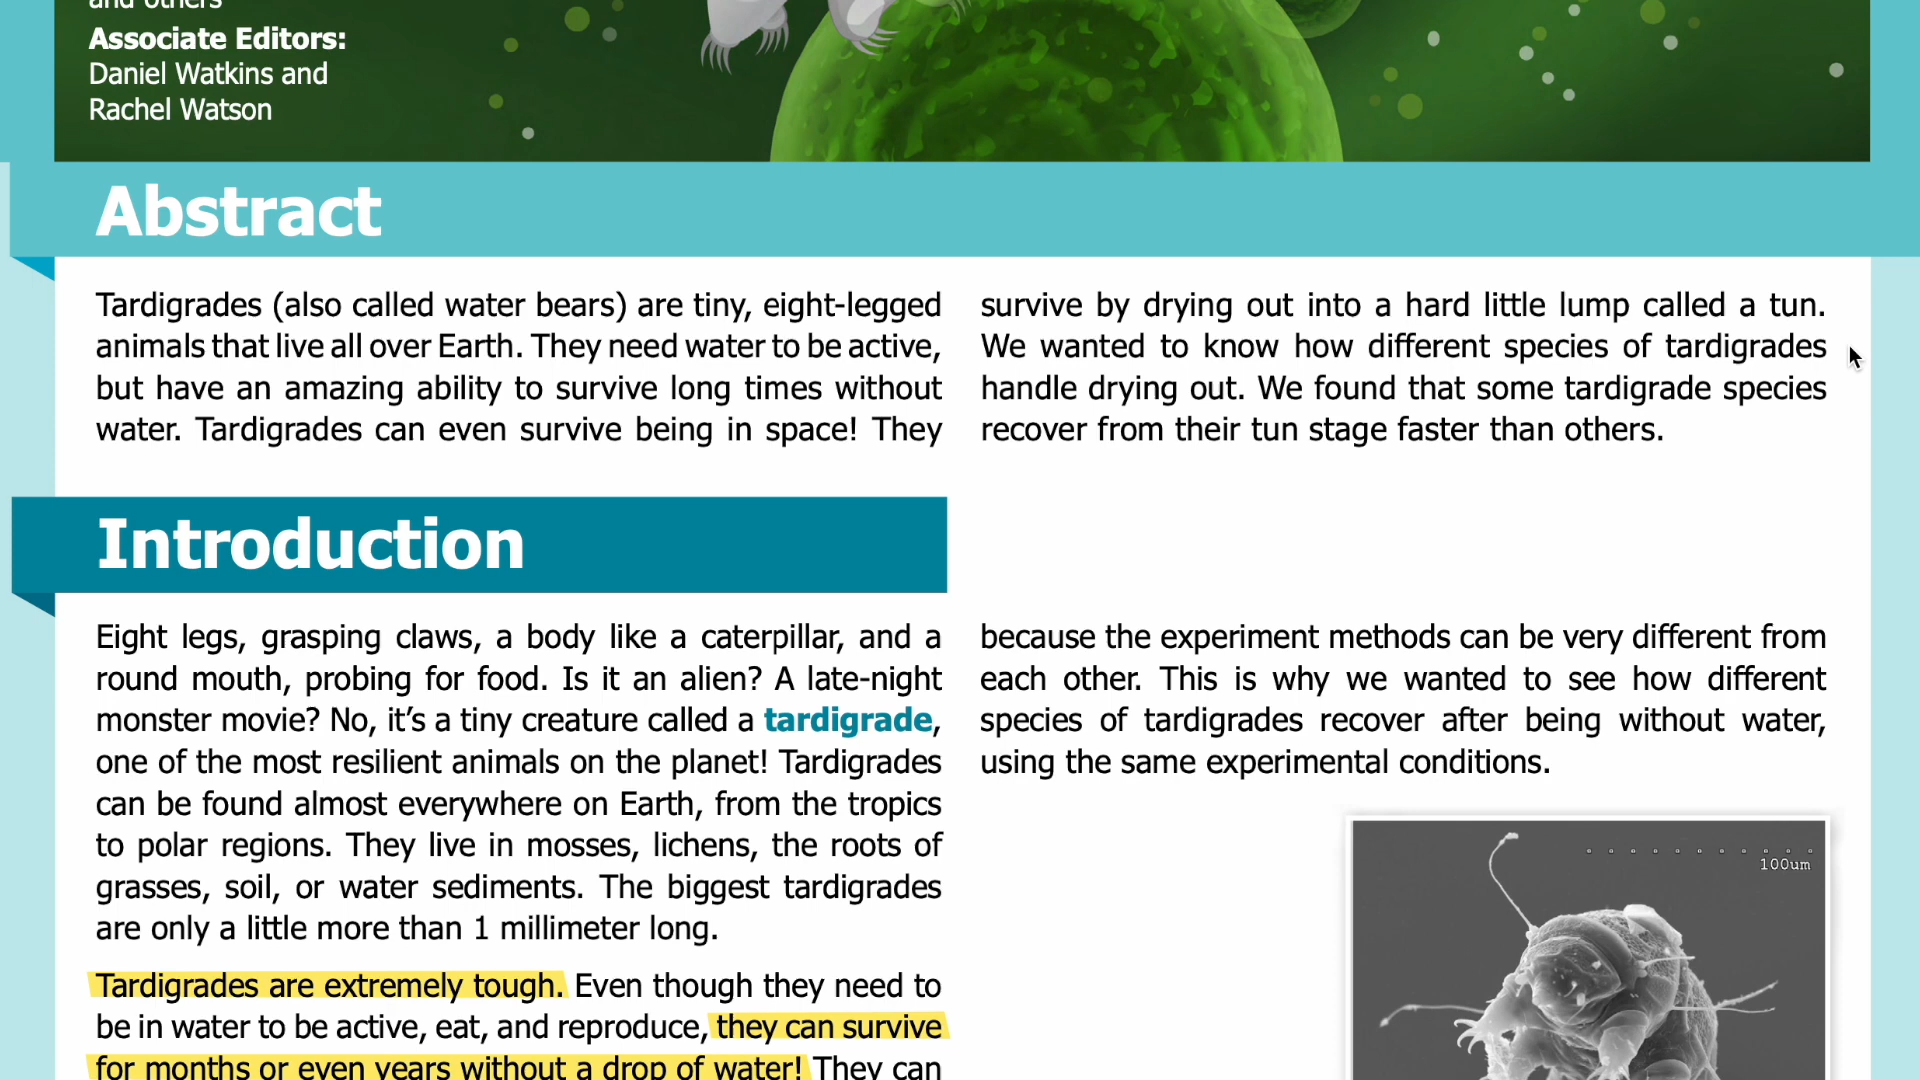 and others
Associate Editors:
Daniel Watkins and
Rachel Watson
Abstract
Tardigrades (also called water bears) are tiny, eight-legged
animals that live all over Earth. They need water to be active,
but have an amazing ability to survive long times without
water. Tardigrades can even survive being in space! They
survive by drying out into a hard little lump called a tun.
We wanted to know how different species of tardigrades
handle drying out. We found that some tardigrade species
recover from their tun stage faster than others.
Introduction
Eight legs, grasping claws, a body like a caterpillar, and a
round mouth, probing for food. Is it an alien? A late-night
monster movie? No, it’s a tiny creature called a tardigrade,
one of the most resilient animals on the planet! Tardigrades
can be found almost everywhere on Earth, from the tropics
to polar regions. They live in mosses, lichens, the roots of
grasses, soil, or water sediments. The biggest tardigrades
are only a little more than 1 millimeter long.
Tardigrades are extremely tough. Even though they need to
be in water to be active, eat, and reproduce, they can survive
for months or even years without a drop of water! They can
because the experiment methods can be very different from
each other. This is why we wanted to see how different
species of tardigrades recover after being without water,
using the same experimental conditions.
100um